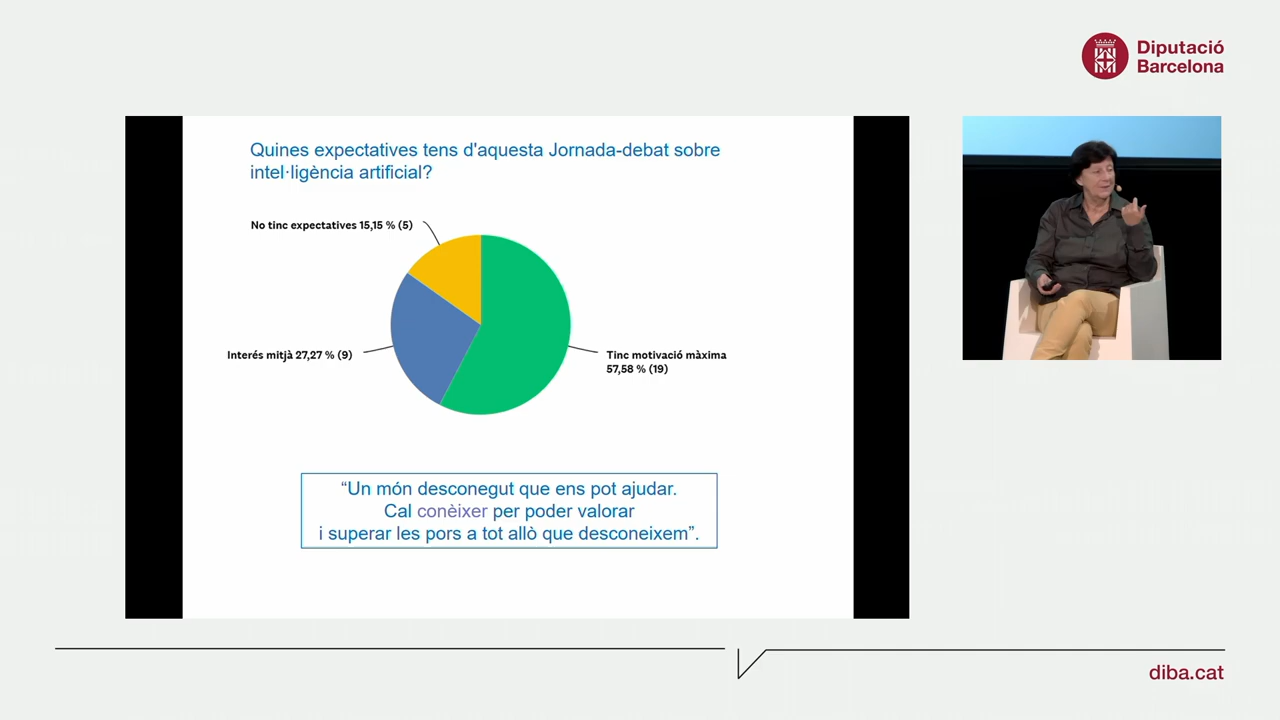 Diputació
Barcelona
Quines expectatives tens d'aquesta Jornada-debat sobre
intel·ligència artificial?
No tinc expectatives 15,15 % (5)
Interés mitjà 27,27 % (9)
Tinc motivació màxima
57,58 % (19)
“Un món desconegut que ens pot ajudar.
Cal conèixer per poder valorar
i superar les pors a tot allò que desconeixem”.
diba.cat